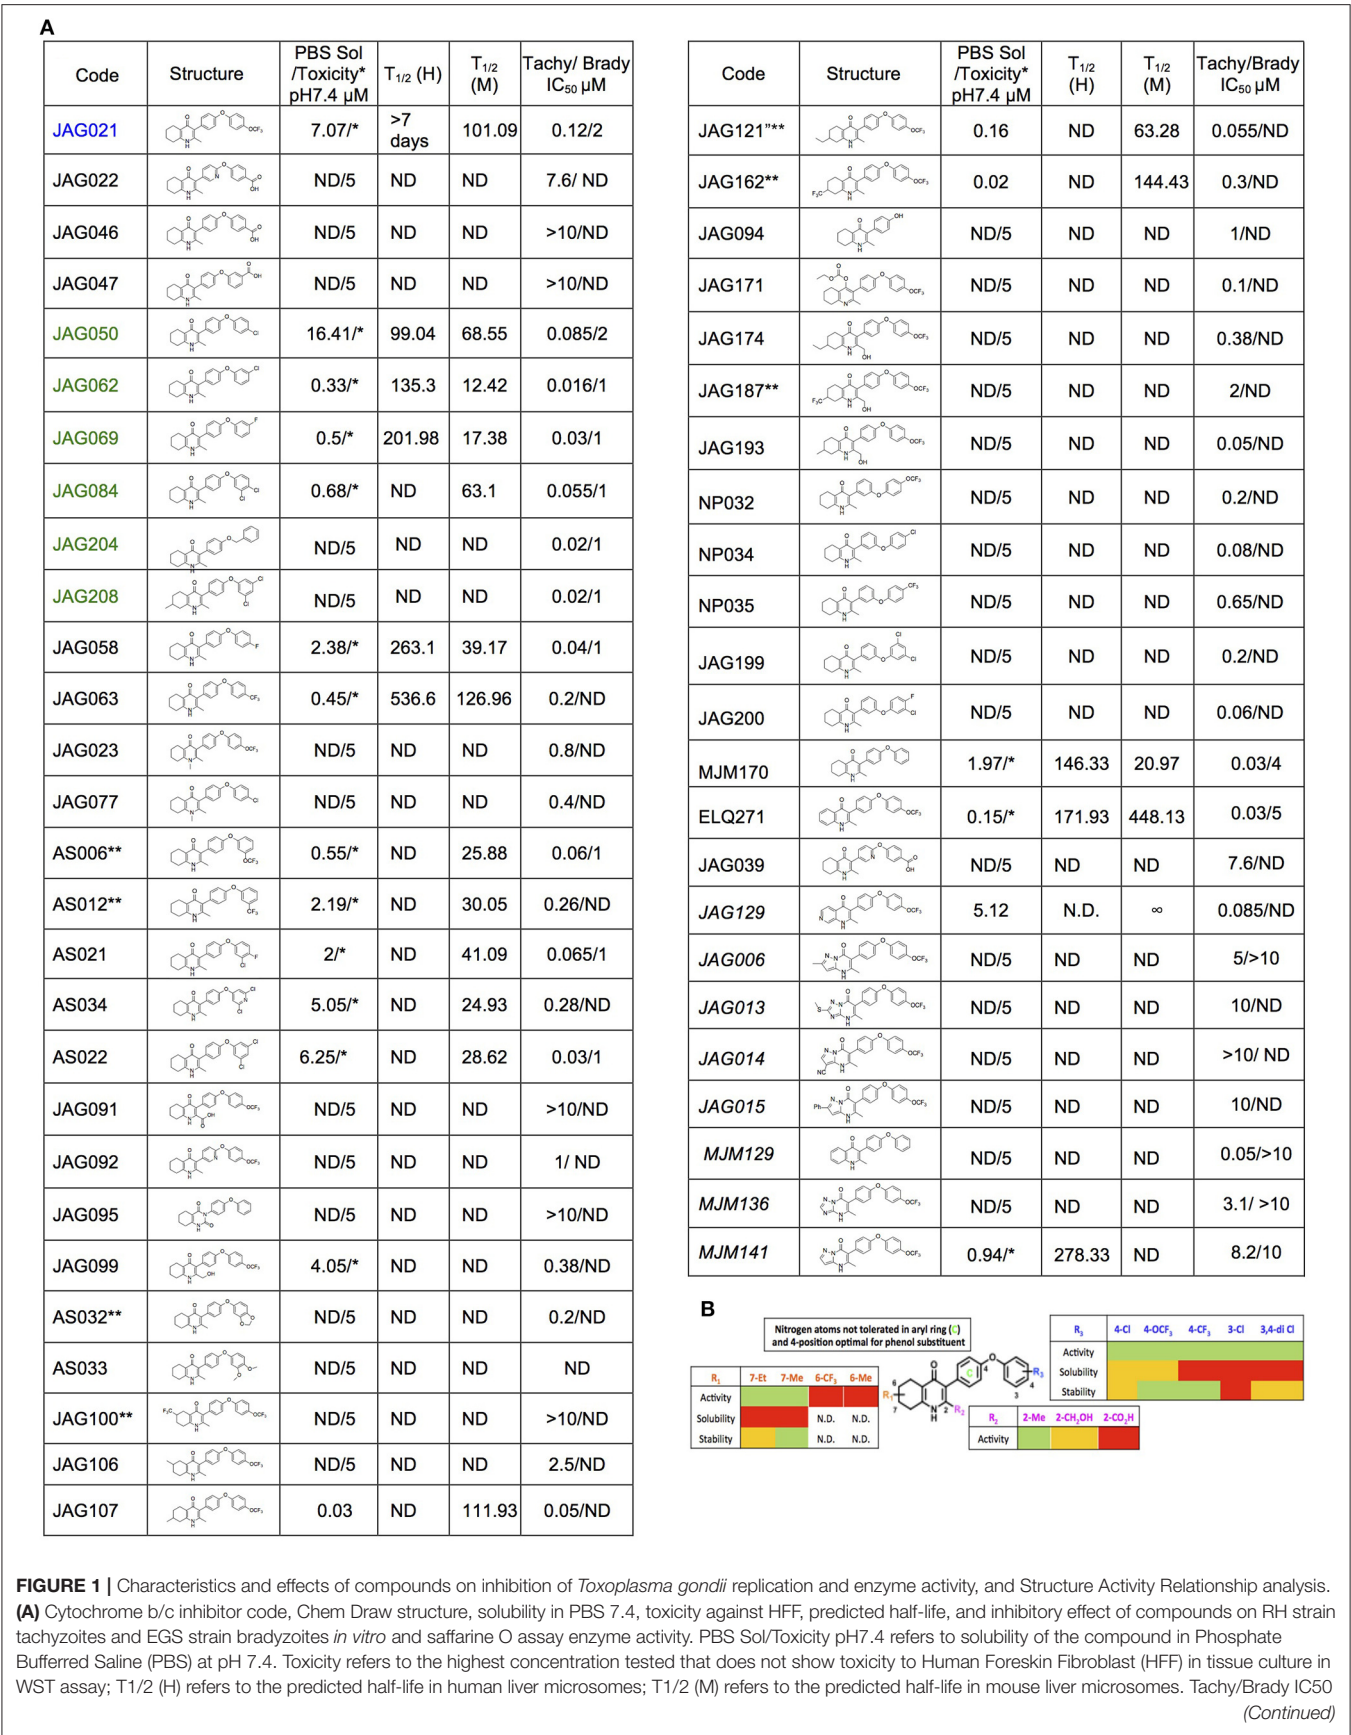 A
Code Structure PBS Sol /Toxicity* pH7.4 µM T1/2 (H) T1/2 (M) Tachy/ Brady IC50 µM
JAG021 7.07/* >7 days 101.09 0.12/2
JAG022 ND/5 ND ND 7.6/ ND
JAG046 ND/5 ND ND >10/ND
JAG047 ND/5 ND ND >10/ND
JAG050 16.41/* 99.04 68.55 0.085/2
JAG062 0.33/* 135.3 12.42 0.016/1
JAG069 0.5/* 201.98 17.38 0.03/1
JAG084 0.68/* ND 63.1 0.055/1
JAG204 ND/5 ND ND 0.02/1
JAG208 ND/5 ND ND 0.02/1
JAG058 2.38/* 263.1 39.17 0.04/1
JAG063 0.45/* 536.6 126.96 0.2/ND
JAG023 ND/5 ND ND 0.8/ND
JAG077 ND/5 ND ND 0.4/ND
AS006** 0.55/* ND 25.88 0.06/1
AS012** 2.19/* ND 30.05 0.26/ND
AS021 2/* ND 41.09 0.065/1
AS034 5.05/* ND 24.93 0.28/ND
AS022 6.25/* ND 28.62 0.03/1
JAG091 ND/5 ND ND >10/ND
JAG092 ND/5 ND ND 1/ ND
JAG095 ND/5 ND ND >10/ND
JAG099 4.05/* ND ND 0.38/ND
AS032** ND/5 ND ND 0.2/ND
AS033 ND/5 ND ND ND
JAG100** ND/5 ND ND >10/ND
JAG106 ND/5 ND ND 2.5/ND
JAG107 0.03 ND 111.93 0.05/ND
Code Structure PBS Sol /Toxicity* pH7.4 µM T1/2 (H) T1/2 (M) Tachy/Brady IC50 µM
JAG121"** 0.16 ND 63.28 0.055/ND
JAG162** 0.02 ND 144.43 0.3/ND
JAG094 ND/5 ND ND 1/ND
JAG171 ND/5 ND ND 0.1/ND
JAG174 ND/5 ND ND 0.38/ND
JAG187** ND/5 ND ND 2/ND
JAG193 ND/5 ND ND 0.05/ND
NP032 ND/5 ND ND 0.2/ND
NP034 ND/5 ND ND 0.08/ND
NP035 ND/5 ND ND 0.65/ND
JAG199 ND/5 ND ND 0.2/ND
JAG200 ND/5 ND ND 0.06/ND
MJM170 1.97/* 146.33 20.97 0.03/4
ELQ271 0.15/* 171.93 448.13 0.03/5
JAG039 ND/5 ND ND 7.6/ND
JAG129 5.12 N.D. ∞ 0.085/ND
JAG006 ND/5 ND ND 5/>10
JAG013 ND/5 ND ND 10/ND
JAG014 ND/5 ND ND >10/ ND
JAG015 ND/5 ND ND 10/ND
MJM129 ND/5 ND ND 0.05/>10
MJM136 ND/5 ND ND 3.1/ >10
MJM141 0.94/* 278.33 ND 8.2/10
B
Nitrogen atoms not tolerated in aryl ring (C)
and 4-position optimal for phenol substituent
R1 7-Et 7-Me 6-CF3 6-Me
Activity
Solubility N.D. N.D.
Stability N.D. N.D.
R3 4-Cl 4-OCF3 4-CF3 3-Cl 3,4-di Cl
Activity
Solubility
Stability
R2 2-Me 2-CH2OH 2-CO2H
Activity
FIGURE 1 | Characteristics and effects of compounds on inhibition of Toxoplasma gondii replication and enzyme activity, and Structure Activity Relationship analysis.
(A) Cytochrome b/c inhibitor code, Chem Draw structure, solubility in PBS 7.4, toxicity against HFF, predicted half-life, and inhibitory effect of compounds on RH strain
tachyzoites and EGS strain bradyzoites in vitro and saffarine O assay enzyme activity. PBS Sol/Toxicity pH7.4 refers to solubility of the compound in Phosphate
Bufferred Saline (PBS) at pH 7.4. Toxicity refers to the highest concentration tested that does not show toxicity to Human Foreskin Fibroblast (HFF) in tissue culture in
WST assay; T1/2 (H) refers to the predicted half-life in human liver microsomes; T1/2 (M) refers to the predicted half-life in mouse liver microsomes. Tachy/Brady IC50
(Continued)